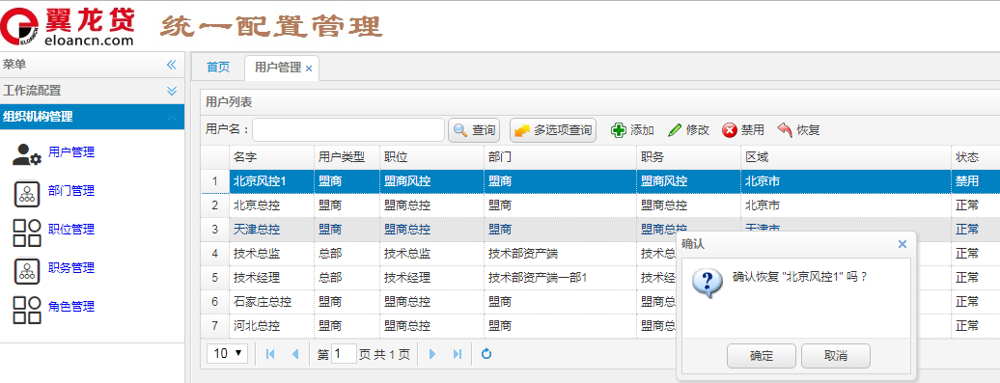 翼龙贷
eloancn.com
统一配置管理
菜单
工作流配置
组织机构管理
用户管理
部门管理
职位管理
职务管理
角色管理
首页 用户管理
用户列表
用户名： 查询 多选项查询 添加 修改 禁用 恢复
名字 用户类型 职位 部门 职务 区域 状态
1 北京风控1 盟商 盟商风控 盟商 盟商风控 北京市 禁用
2 北京总控 盟商 盟商总控 盟商 盟商总控 北京市 正常
3 天津总控 盟商 盟商总控 盟商 盟商总控 天津市 正常
4 技术总监 总部 技术总监 技术部资产端 技术总 正常
5 技术经理 总部 技术经理 技术部资产端一部1 技术经 正常
6 石家庄总控 盟商 盟商总控 盟商 盟商总 正常
7 河北总控 盟商 盟商总控 盟商 盟商总 正常
10 第 1 页 共 1 页
确认
确认恢复 "北京风控1" 吗？
确定 取消